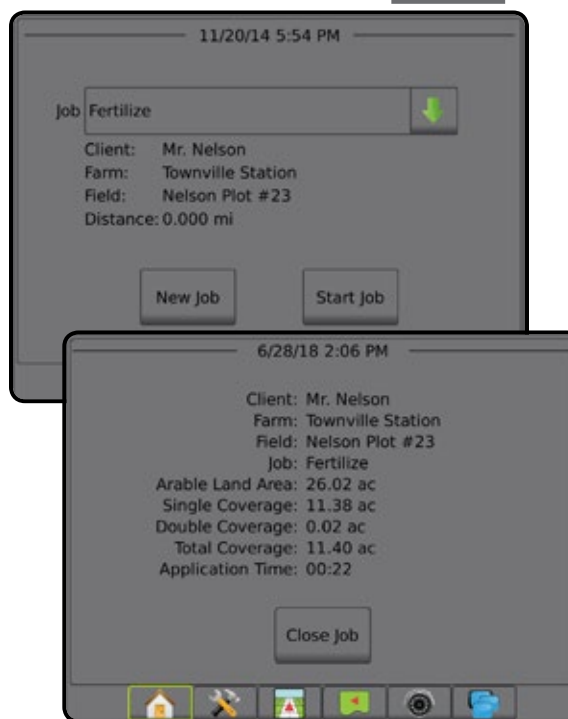 11/20/14 5:54 PM
Job Fertilize
Client: Mr. Nelson
Farm: Townville Station
Field: Nelson Plot #23
Distance: 0.000 mi
New Job Start Job
6/28/18 2:06 PM
Client: Mr. Nelson
Farm: Townville Station
Field: Nelson Plot #23
Job: Fertilize
Arable Land Area: 26.02 ac
Single Coverage: 11.38 ac
Double Coverage: 0.02 ac
Total Coverage: 11.40 ac
Application Time: 00:22
Close Job